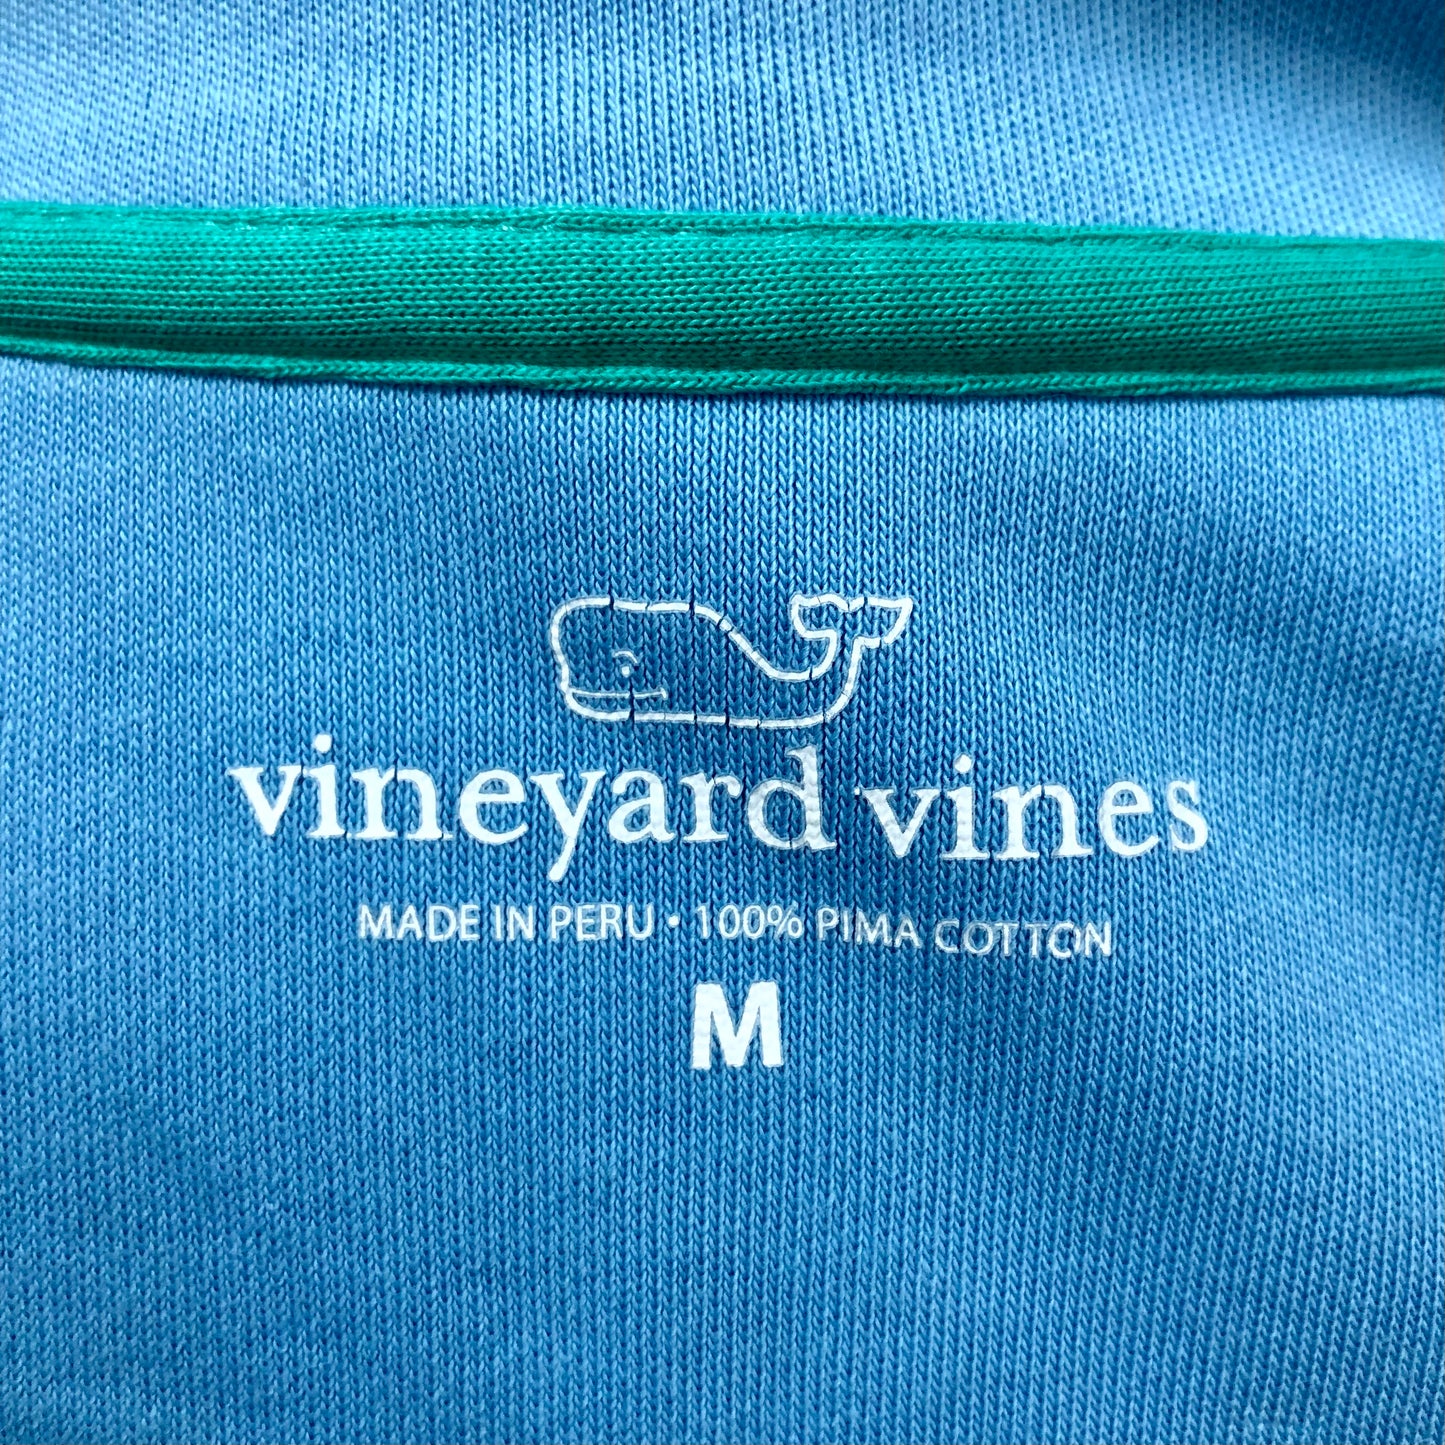 vineyard vines
MADE IN PERU • 100% PIMA COTTON
M